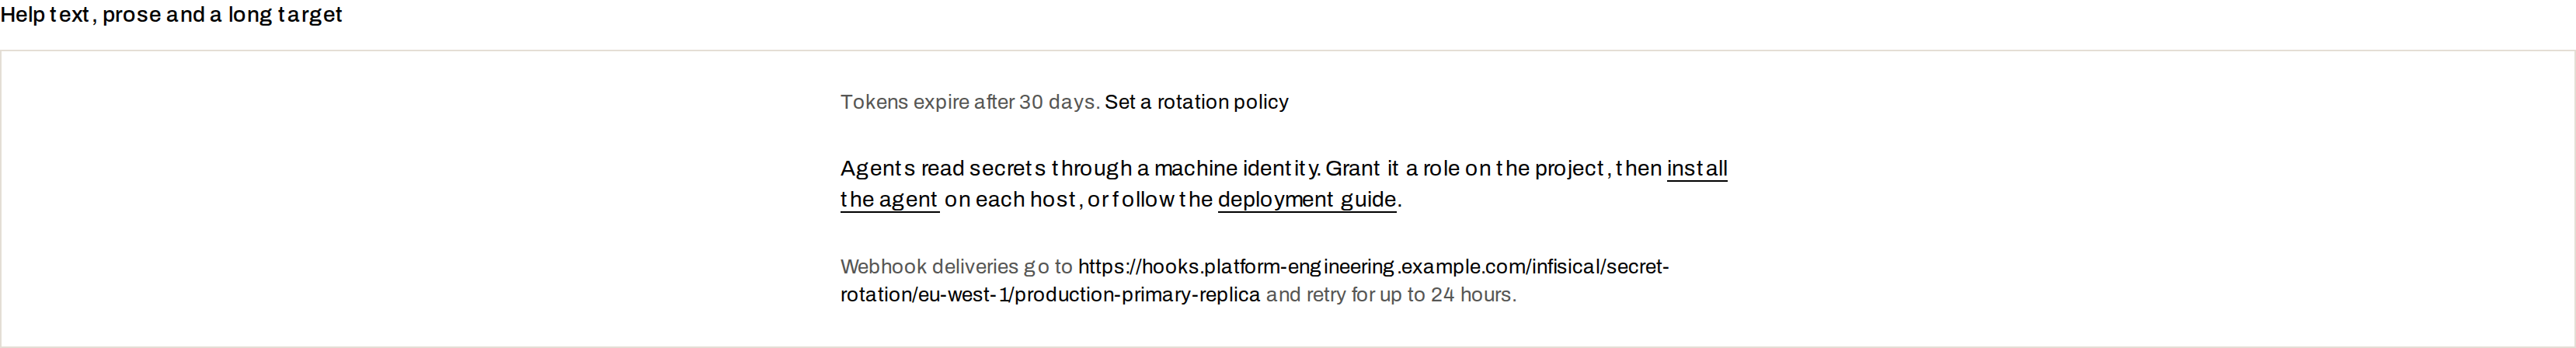 Help text, prose and a long target
Tokens expire after 30 days. Set a rotation policy
Agents read secrets through a machine identity. Grant it a role on the project, then install
the agent on each host, or follow the deployment guide.
Webhook deliveries go to https://hooks.platform-engineering.example.com/infisical/secret-
rotation/eu-west-1/production-primary-replica and retry for up to 24 hours.